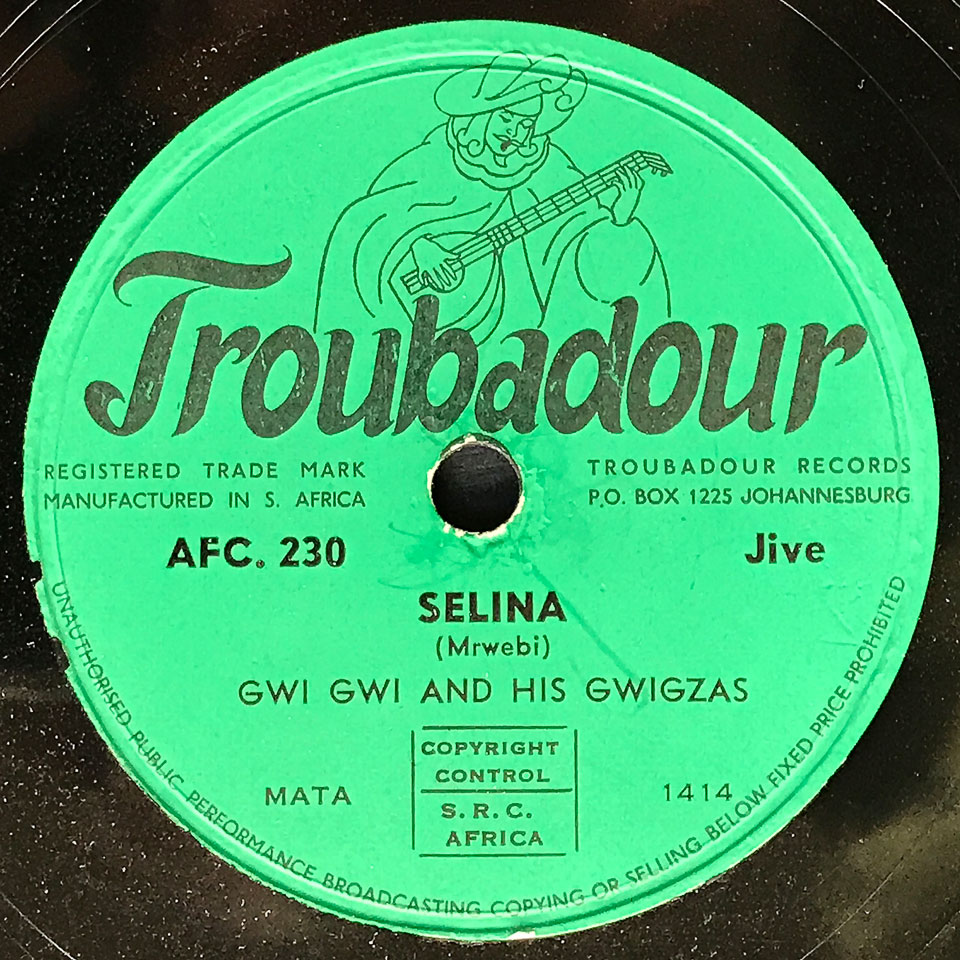 Troubadour
REGISTERED TRADE MARK
MANUFACTURED IN S. AFRICA
TROUBADOUR RECORDS
P.O. BOX 1225 JOHANNESBURG
AFC. 230
Jive
SELINA
(Mrwebi)
GWI GWI AND HIS GWIGZAS
COPYRIGHT
CONTROL
S. R. C.
AFRICA
MATA
1414
UNAUTHORISED PUBLIC PERFORMANCE BROADCASTING COPYING OR SELLING BELOW FIXED PRICE PROHIBITED